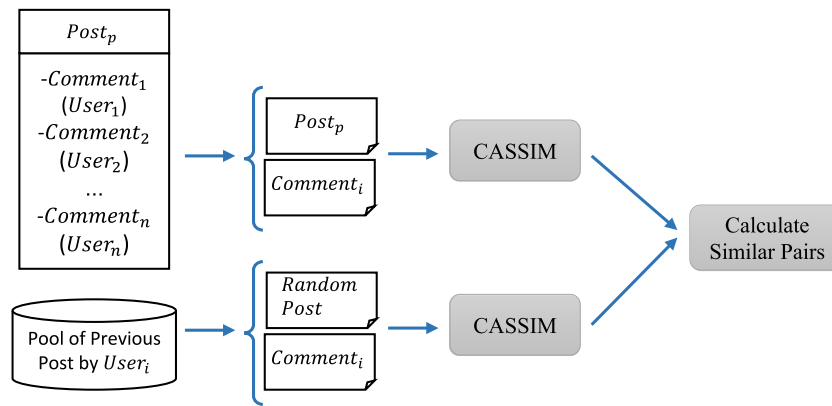 Post_p
-Comment_1
(User_1)
-Comment_2
(User_2)
...
-Comment_n
(User_n)
Post_p
Comment_i
CASSIM
Calculate
Similar Pairs
Pool of Previous
Post by User_i
Random
Post
Comment_i
CASSIM